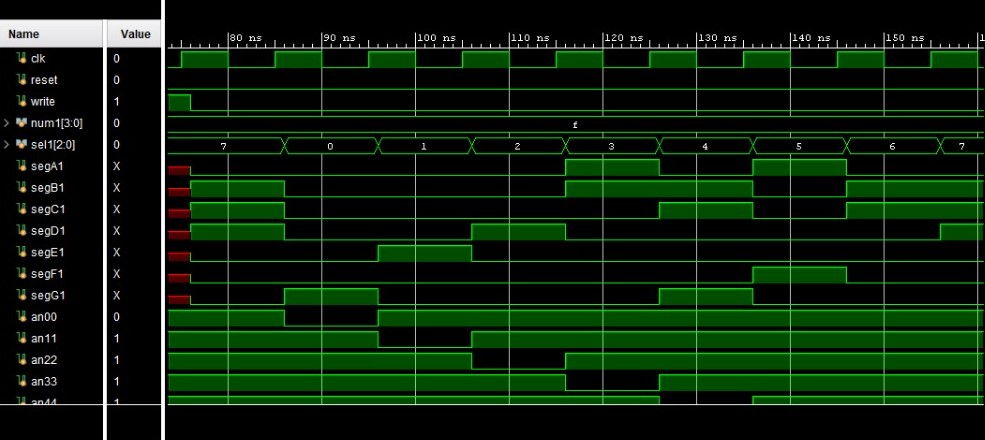 Name Value 80 ns 90 ns 100 ns 110 ns 120 ns 130 ns 140 ns 150 ns
clk 0
reset 0
write 1
num1[3:0] 0 f
sel1[2:0] 0 7 0 1 2 3 4 5 6 7
segA1 X
segB1 X
segC1 X
segD1 X
segE1 X
segF1 X
segG1 X
an00 0
an11 1
an22 1
an33 1
an44 1